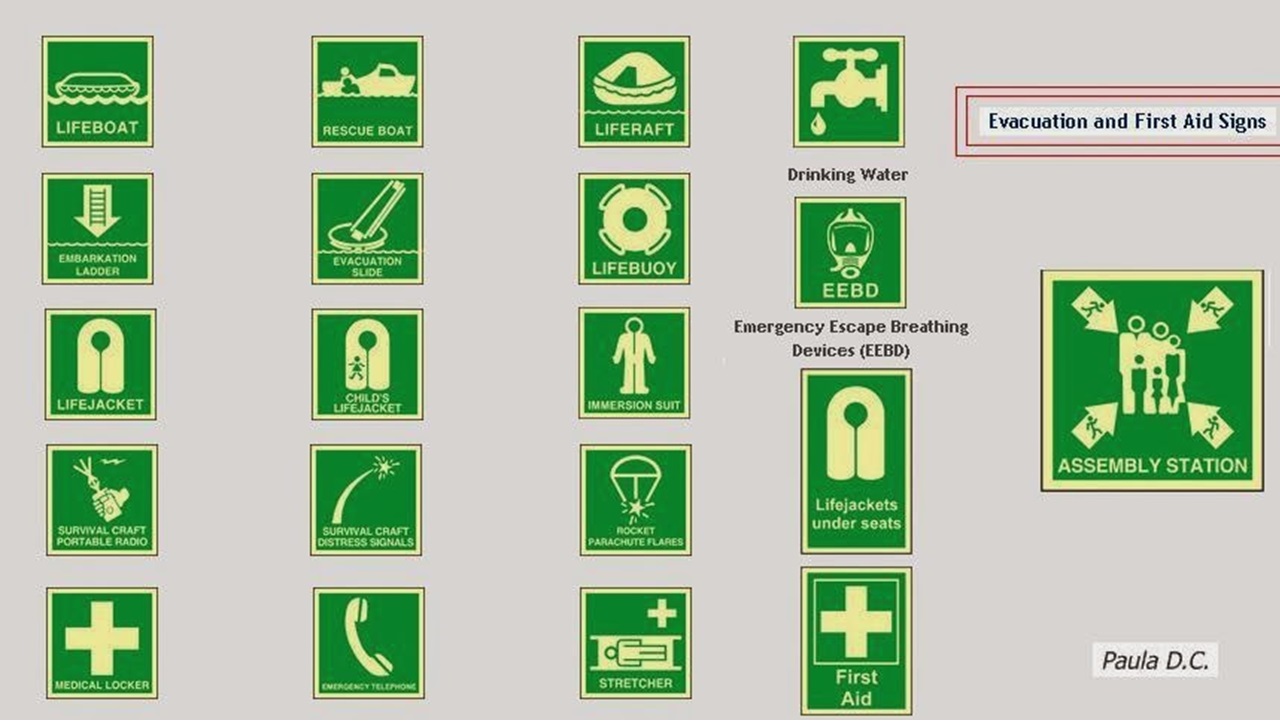 LIFEBOAT
RESCUE BOAT
LIFERAFT
Drinking Water
Evacuation and First Aid Signs
EMBARKATION
LADDER
EVACUATION
SLIDE
LIFEBUOY
EEBD
Emergency Escape Breathing
Devices (EEBD)
LIFEJACKET
CHILD'S
LIFEJACKET
IMMERSION SUIT
Lifejackets
under seats
ASSEMBLY STATION
SURVIVAL CRAFT
PORTABLE RADIO
SURVIVAL CRAFT
DISTRESS SIGNALS
ROCKET
PARACHUTE FLARES
MEDICAL LOCKER
EMERGENCY TELEPHONE
STRETCHER
First
Aid
Paula D.C.